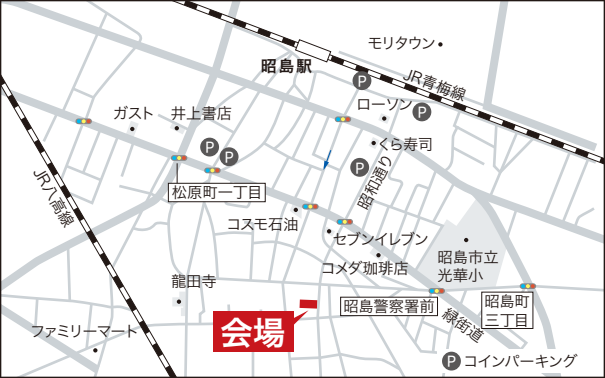 モリタウン
昭島駅
JR青梅線
P
ローソン
P
ガスト
井上書店
くら寿司
P
P
P
JR八高線
松原町一丁目
昭和通り
コスモ石油
セブンイレブン
コメダ珈琲店
昭島市立
光華小
龍田寺
昭島警察署前
昭島町
三丁目
会場
緑街道
ファミリーマート
P コインパーキング